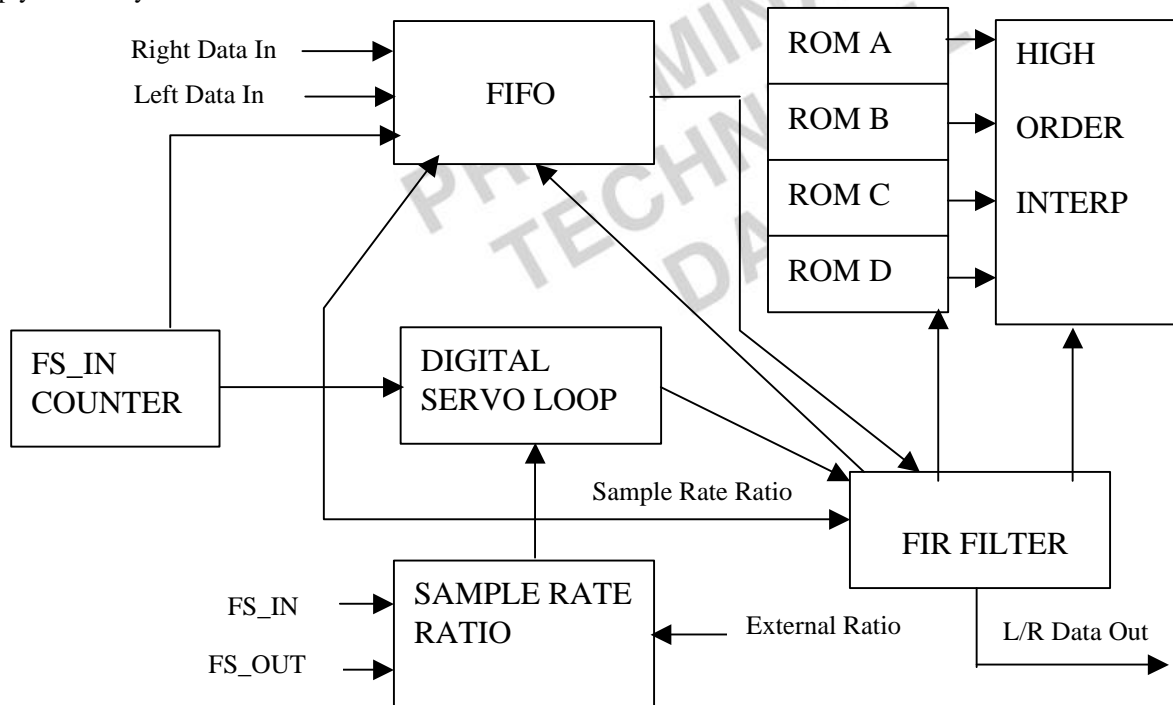 Right Data In
Left Data In
FIFO
ROM A
ROM B
ROM C
ROM D
HIGH
ORDER
INTERP
FS_IN
COUNTER
DIGITAL
SERVO LOOP
Sample Rate Ratio
FIR FILTER
FS_IN
FS_OUT
SAMPLE RATE
RATIO
External Ratio
L/R Data Out